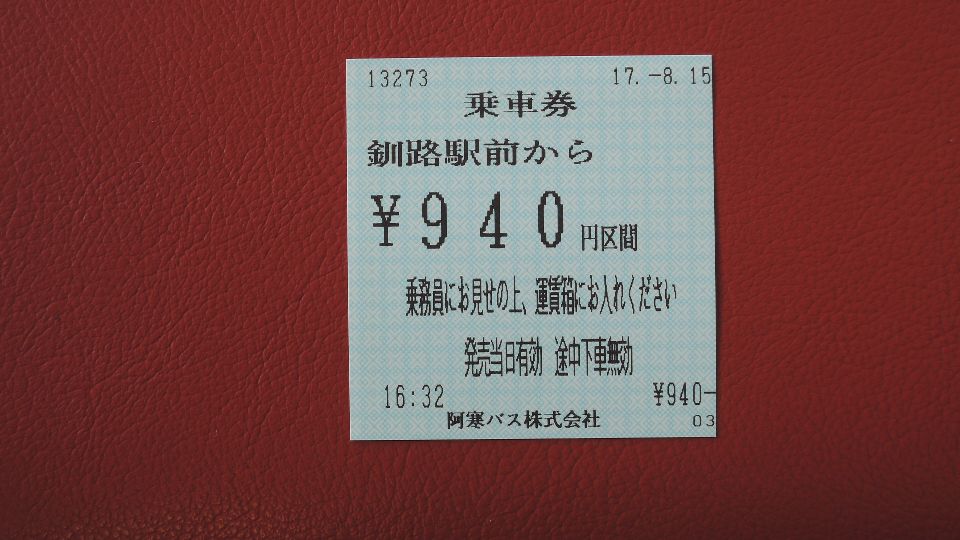 13273 17.-8.15
乗車券
釧路駅前から
¥940円区間
乗務員にお見せの上、運賃箱にお入れください
発売当日有効 途中下車無効
16:32 ¥940-
阿寒バス株式会社 03